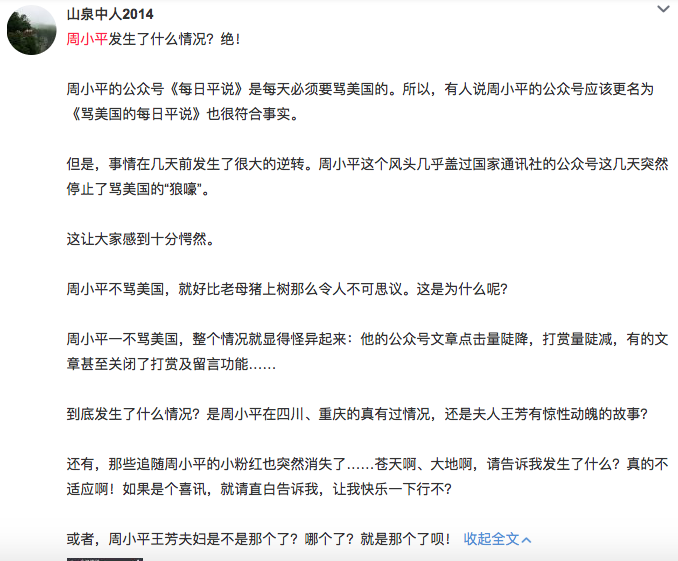 山泉中人2014
周小平发生了什么情况？绝！
周小平的公众号《每日平说》是每天必须要骂美国的。所以，有人说周小平的公众号应该更名为
《骂美国的每日平说》也很符合事实。
但是，事情在几天前发生了很大的逆转。周小平这个风头几乎盖过国家通讯社的公众号这几天突然
停止了骂美国的“狼嚎”。
这让大家感到十分愕然。
周小平不骂美国，就好比老母猪上树那么令人不可思议。这是为什么呢？
周小平一不骂美国，整个情况就显得怪异起来：他的公众号文章点击量陡降，打赏量陡减，有的文
章甚至关闭了打赏及留言功能……
到底发生了什么情况？是周小平在四川、重庆的真有过情况，还是夫人王芳有惊性动魄的故事？
还有，那些追随周小平的小粉红也突然消失了……苍天啊、大地啊，请告诉我发生了什么？真的不
适应啊！如果是个喜讯，就请直白告诉我，让我快乐一下行不？
或者，周小平王芳夫妇是不是那个了？哪个了？就是那个了呗！ 收起全文